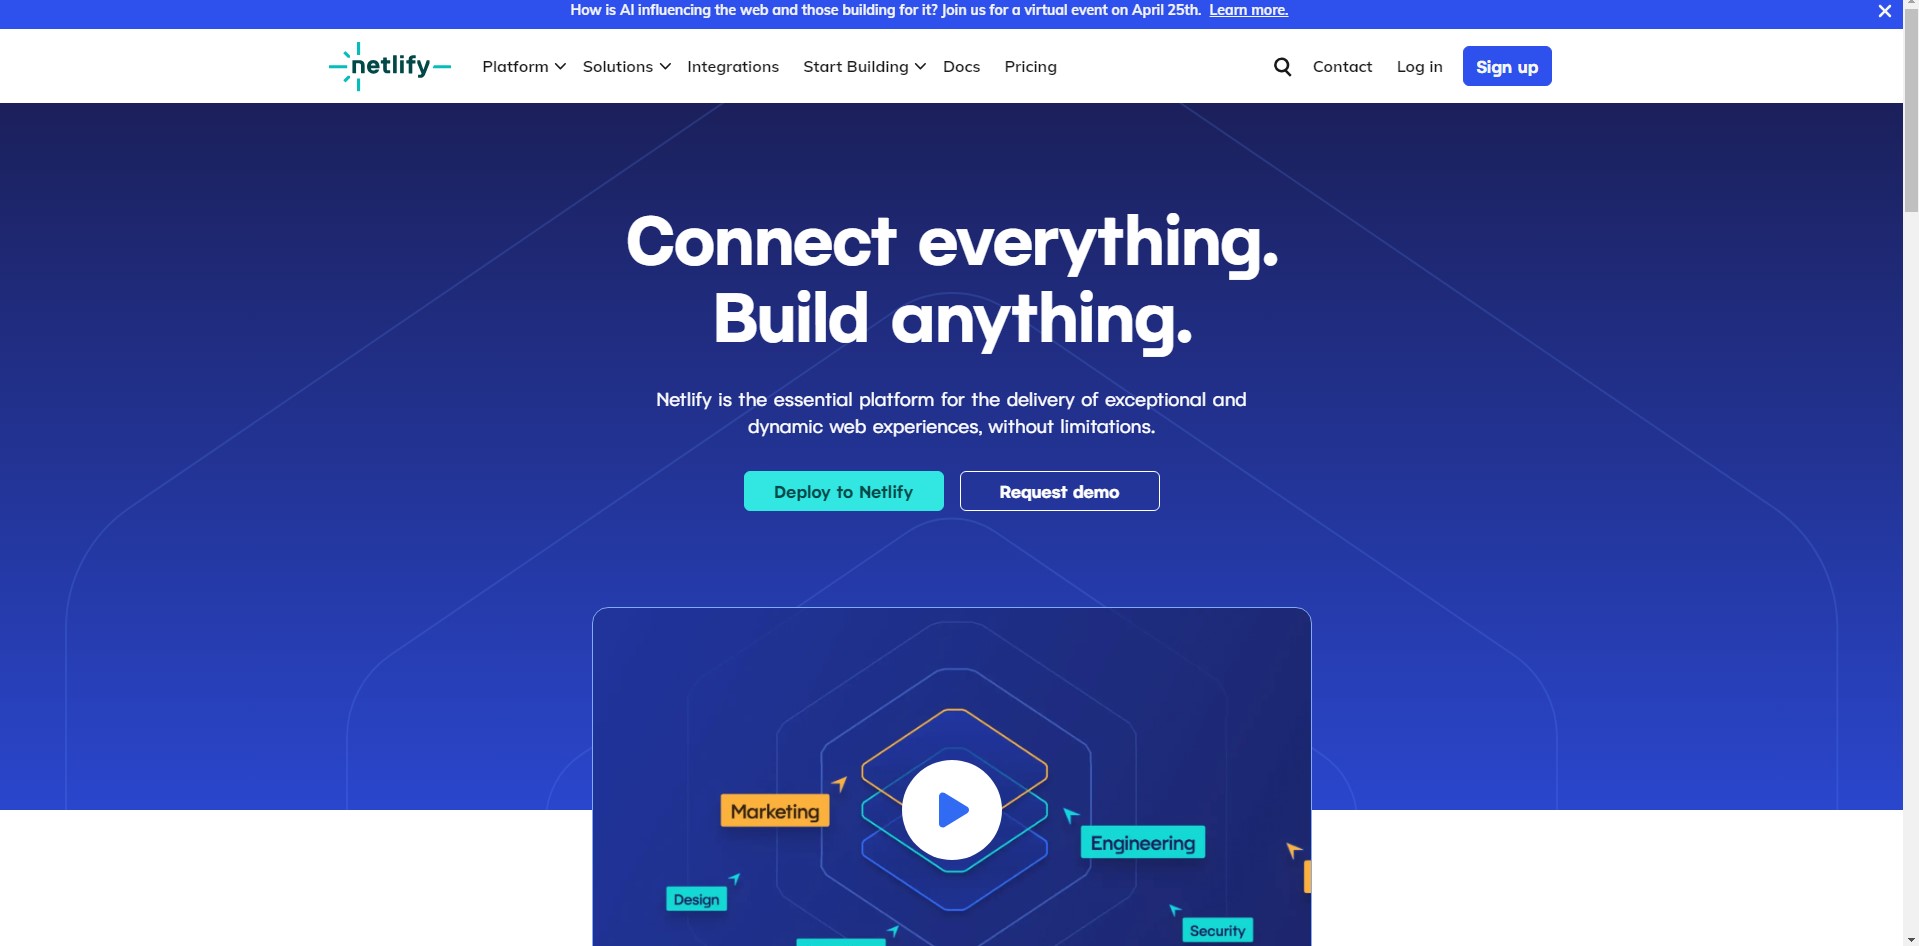 How is AI influencing the web and those building for it? Join us for a virtual event on April 25th. Learn more.
netlify
Platform
Solutions
Integrations
Start Building
Docs
Pricing
Contact
Log in
Sign up
Connect everything.
Build anything.
Netlify is the essential platform for the delivery of exceptional and
dynamic web experiences, without limitations.
Deploy to Netlify
Request demo
Marketing
Engineering
Design
Security